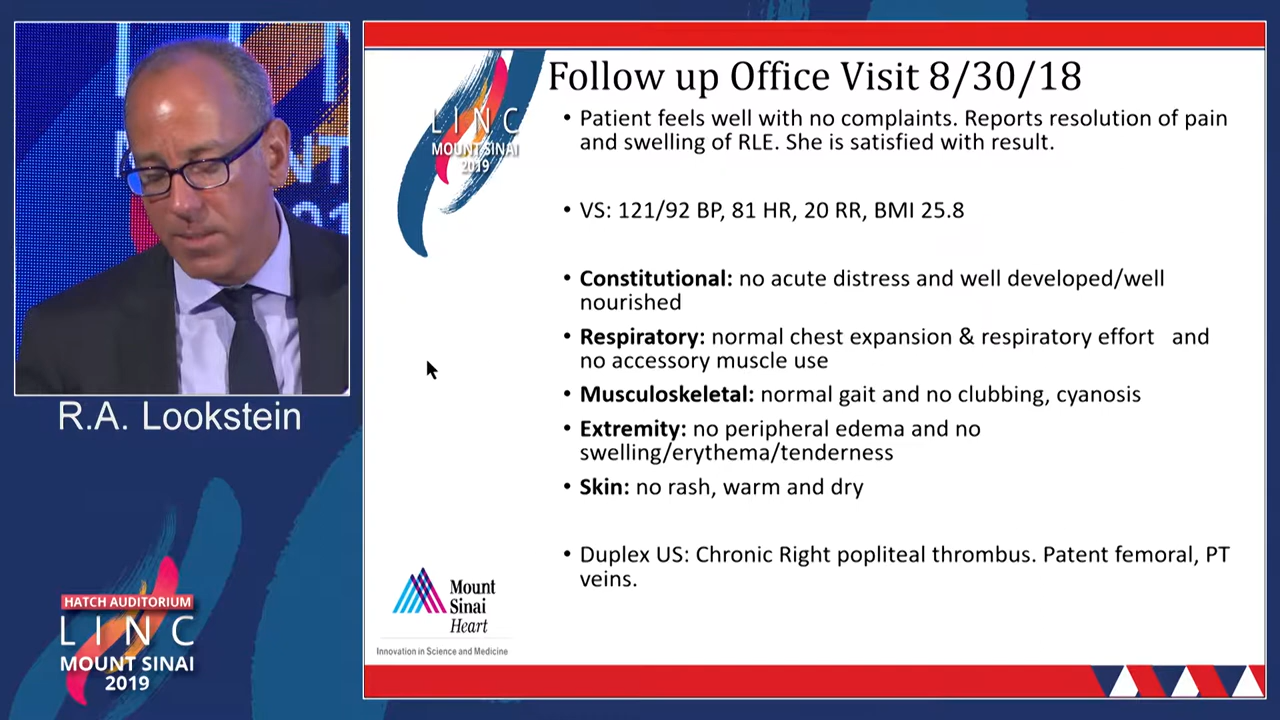 Follow up Office Visit 8/30/18
• Patient feels well with no complaints. Reports resolution of pain
and swelling of RLE. She is satisfied with result.
• VS: 121/92 BP, 81 HR, 20 RR, BMI 25.8
• Constitutional: no acute distress and well developed/well
nourished
• Respiratory: normal chest expansion & respiratory effort and
no accessory muscle use
• Musculoskeletal: normal gait and no clubbing, cyanosis
• Extremity: no peripheral edema and no
swelling/erythema/tenderness
• Skin: no rash, warm and dry
• Duplex US: Chronic Right popliteal thrombus. Patent femoral, PT
veins.
LINC
MOUNT SINAI
2019
Mount
Sinai
Heart
Innovation in Science and Medicine
R.A. Lookstein
HATCH AUDITORIUM
LINC
MOUNT SINAI
2019